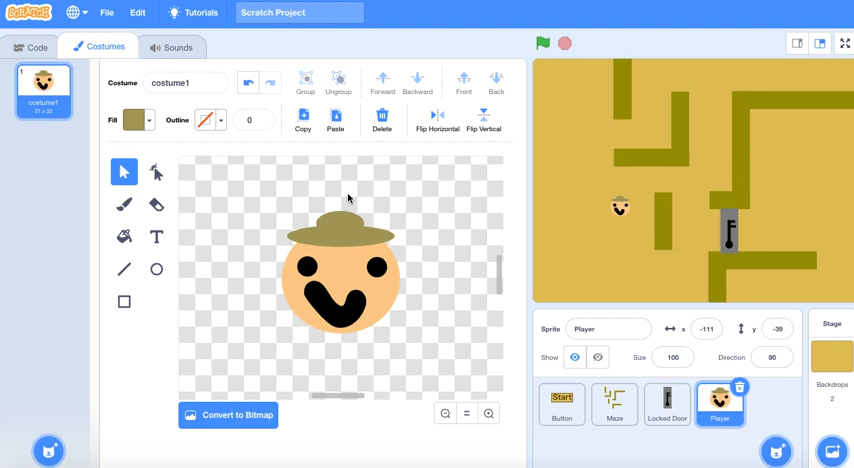 SCRATCH File Edit Tutorials Scratch Project
Code Costumes Sounds
1
costume1
31 x 32
Costume costume1 Group Ungroup Forward Backward Front Back
Fill Outline 0 Copy Paste Delete Flip Horizontal Flip Vertical
T
Convert to Bitmap
Sprite Player x -111 y -39
Show Size 100 Direction 90
Start
Button Maze Locked Door Player
Stage
Backdrops
2